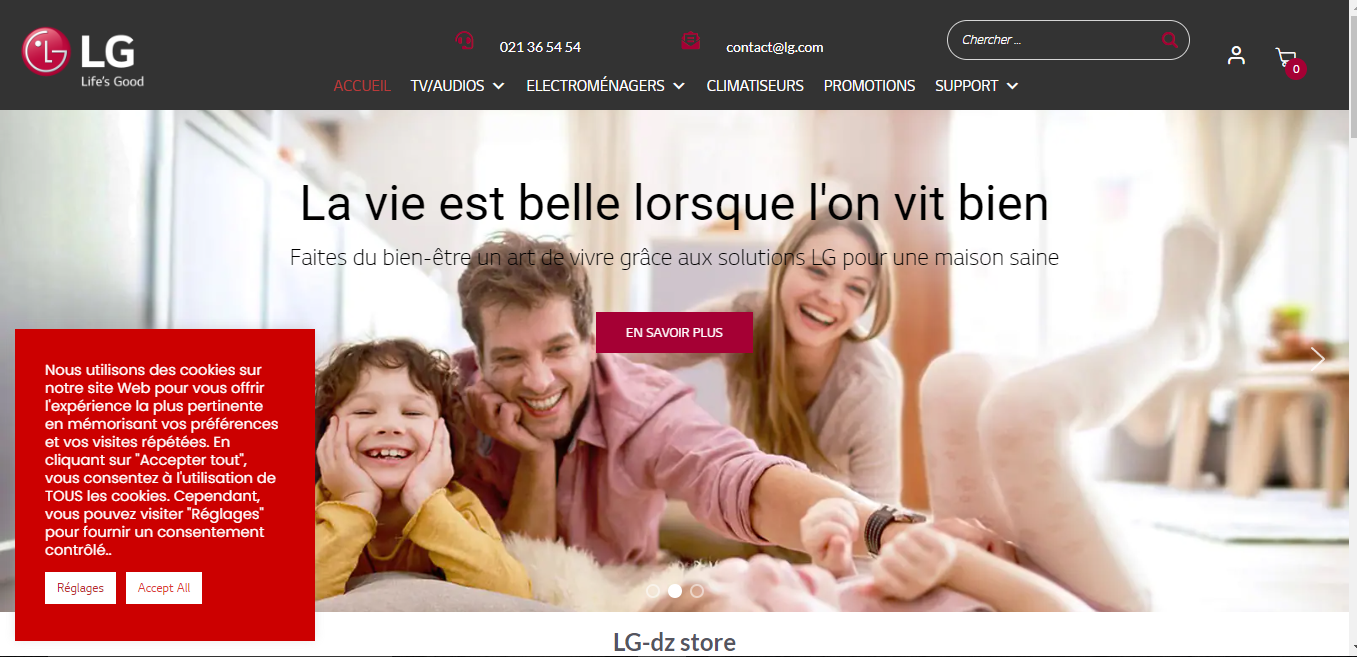 LG
Life's Good
021 36 54 54
contact@lg.com
Chercher ...
0
ACCUEIL
TV/AUDIOS
ELECTROMÉNAGERS
CLIMATISEURS
PROMOTIONS
SUPPORT
La vie est belle lorsque l'on vit bien
Faites du bien-être un art de vivre grâce aux solutions LG pour une maison saine
EN SAVOIR PLUS
Nous utilisons des cookies sur
notre site Web pour vous offrir
l'expérience la plus pertinente
en mémorisant vos préférences
et vos visites répétées. En
cliquant sur "Accepter tout",
vous consentez à l'utilisation de
TOUS les cookies. Cependant,
vous pouvez visiter "Réglages"
pour fournir un consentement
contrôlé..
Réglages
Accept All
LG-dz store